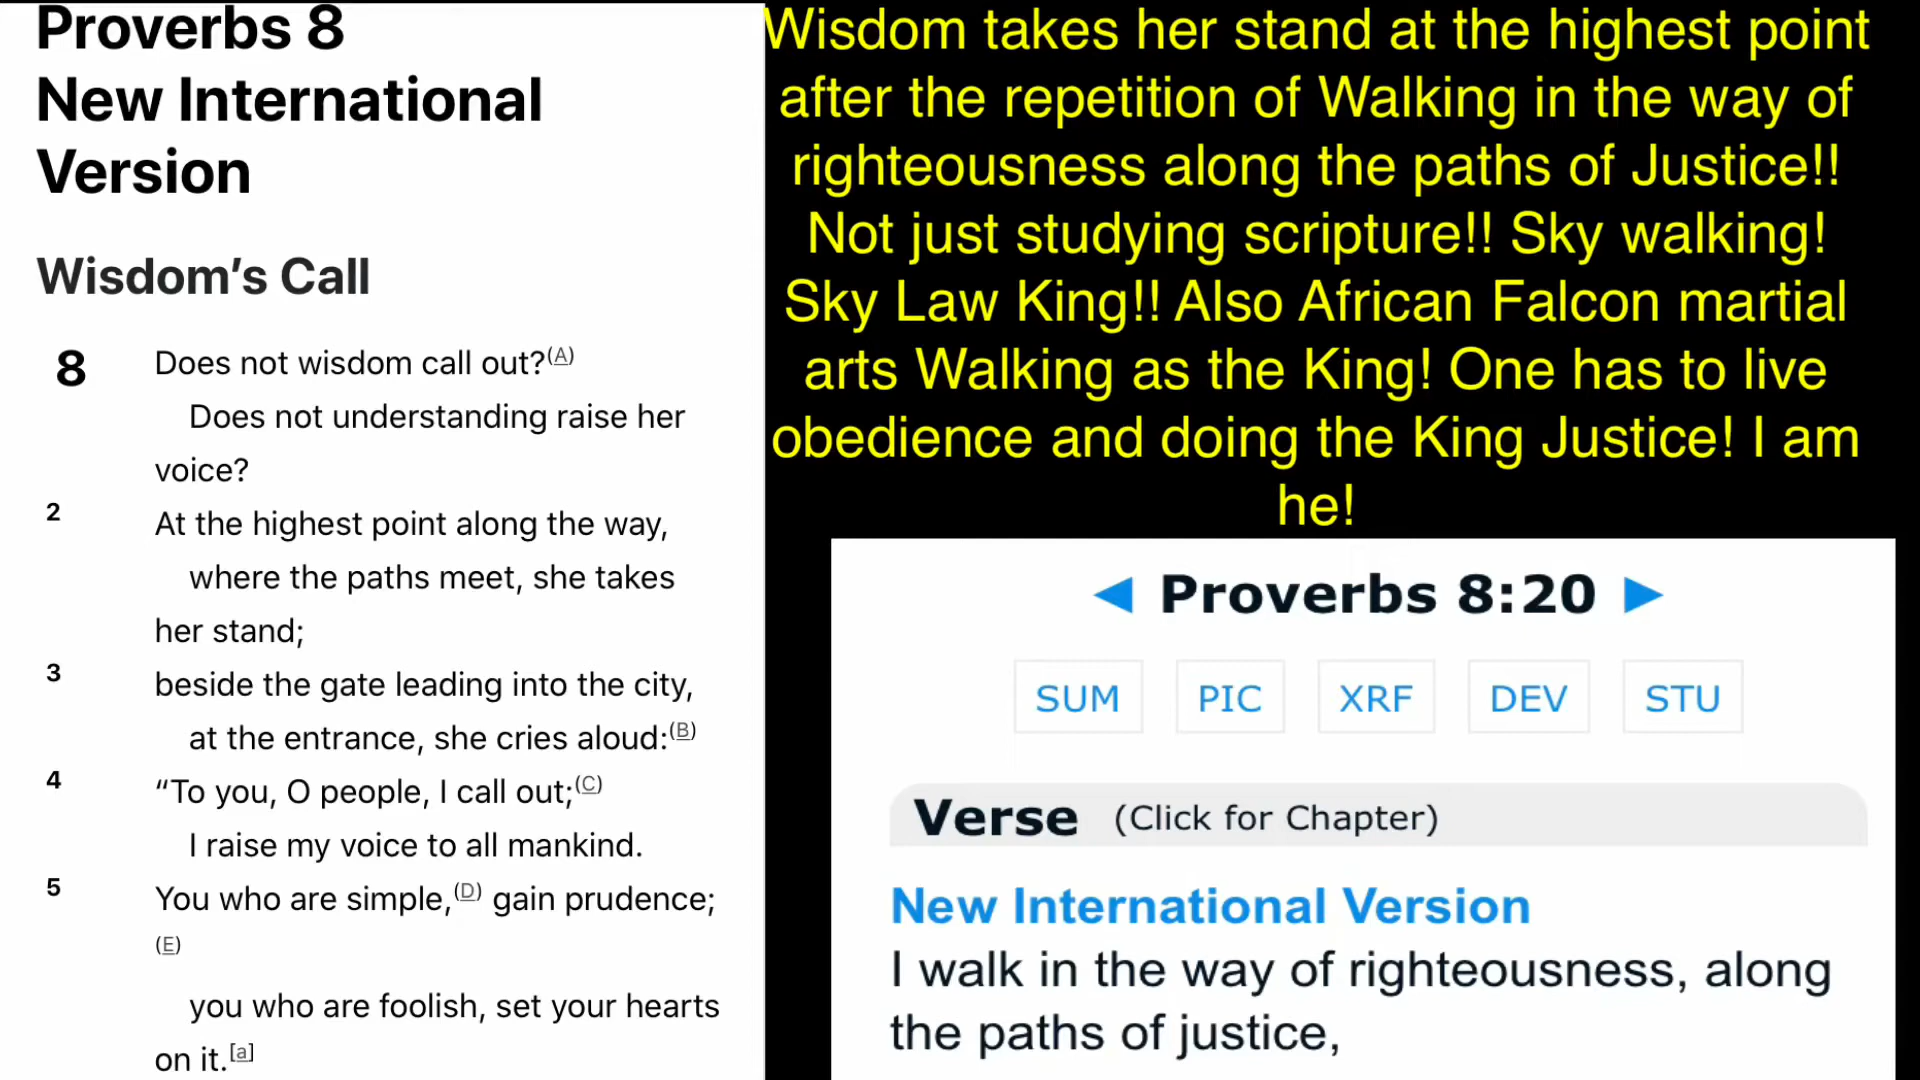 Proverbs 8
New International
Version
Wisdom's Call
8 Does not wisdom call out?(A)
Does not understanding raise her
voice?
2 At the highest point along the way,
where the paths meet, she takes
her stand;
3 beside the gate leading into the city,
at the entrance, she cries aloud:(B)
4 “To you, O people, I call out;(C)
I raise my voice to all mankind.
5 You who are simple,(D) gain prudence;
(E)
you who are foolish, set your hearts
on it.[a]
Wisdom takes her stand at the highest point
after the repetition of Walking in the way of
righteousness along the paths of Justice!!
Not just studying scripture!! Sky walking!
Sky Law King!! Also African Falcon martial
arts Walking as the King! One has to live
obedience and doing the King Justice! I am
he!
◀ Proverbs 8:20 ▶
SUM PIC XRF DEV STU
Verse (Click for Chapter)
New International Version
I walk in the way of righteousness, along
the paths of justice,